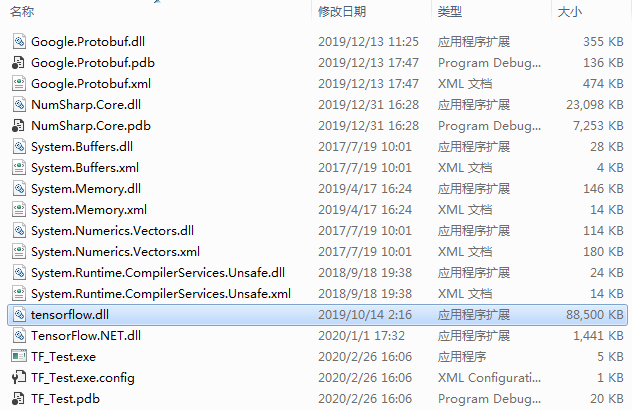 名称 修改日期 类型 大小
Google.Protobuf.dll 2019/12/13 11:25 应用程序扩展 355 KB
Google.Protobuf.pdb 2019/12/13 17:47 Program Debug... 136 KB
Google.Protobuf.xml 2019/12/13 17:47 XML 文档 474 KB
NumSharp.Core.dll 2019/12/31 16:28 应用程序扩展 23,098 KB
NumSharp.Core.pdb 2019/12/31 16:28 Program Debug... 7,253 KB
System.Buffers.dll 2017/7/19 10:01 应用程序扩展 28 KB
System.Buffers.xml 2017/7/19 10:01 XML 文档 4 KB
System.Memory.dll 2019/4/17 16:24 应用程序扩展 146 KB
System.Memory.xml 2019/4/17 16:24 XML 文档 14 KB
System.Numerics.Vectors.dll 2017/7/19 10:01 应用程序扩展 114 KB
System.Numerics.Vectors.xml 2017/7/19 10:01 XML 文档 180 KB
System.Runtime.CompilerServices.Unsafe.dll 2018/9/18 19:38 应用程序扩展 24 KB
System.Runtime.CompilerServices.Unsafe.xml 2018/9/18 19:38 XML 文档 14 KB
tensorflow.dll 2019/10/14 2:16 应用程序扩展 88,500 KB
TensorFlow.NET.dll 2020/1/1 17:32 应用程序扩展 1,441 KB
TF_Test.exe 2020/2/26 16:06 应用程序 5 KB
TF_Test.exe.config 2020/2/26 16:06 XML Configurati... 1 KB
TF_Test.pdb 2020/2/26 16:06 Program Debug... 20 KB